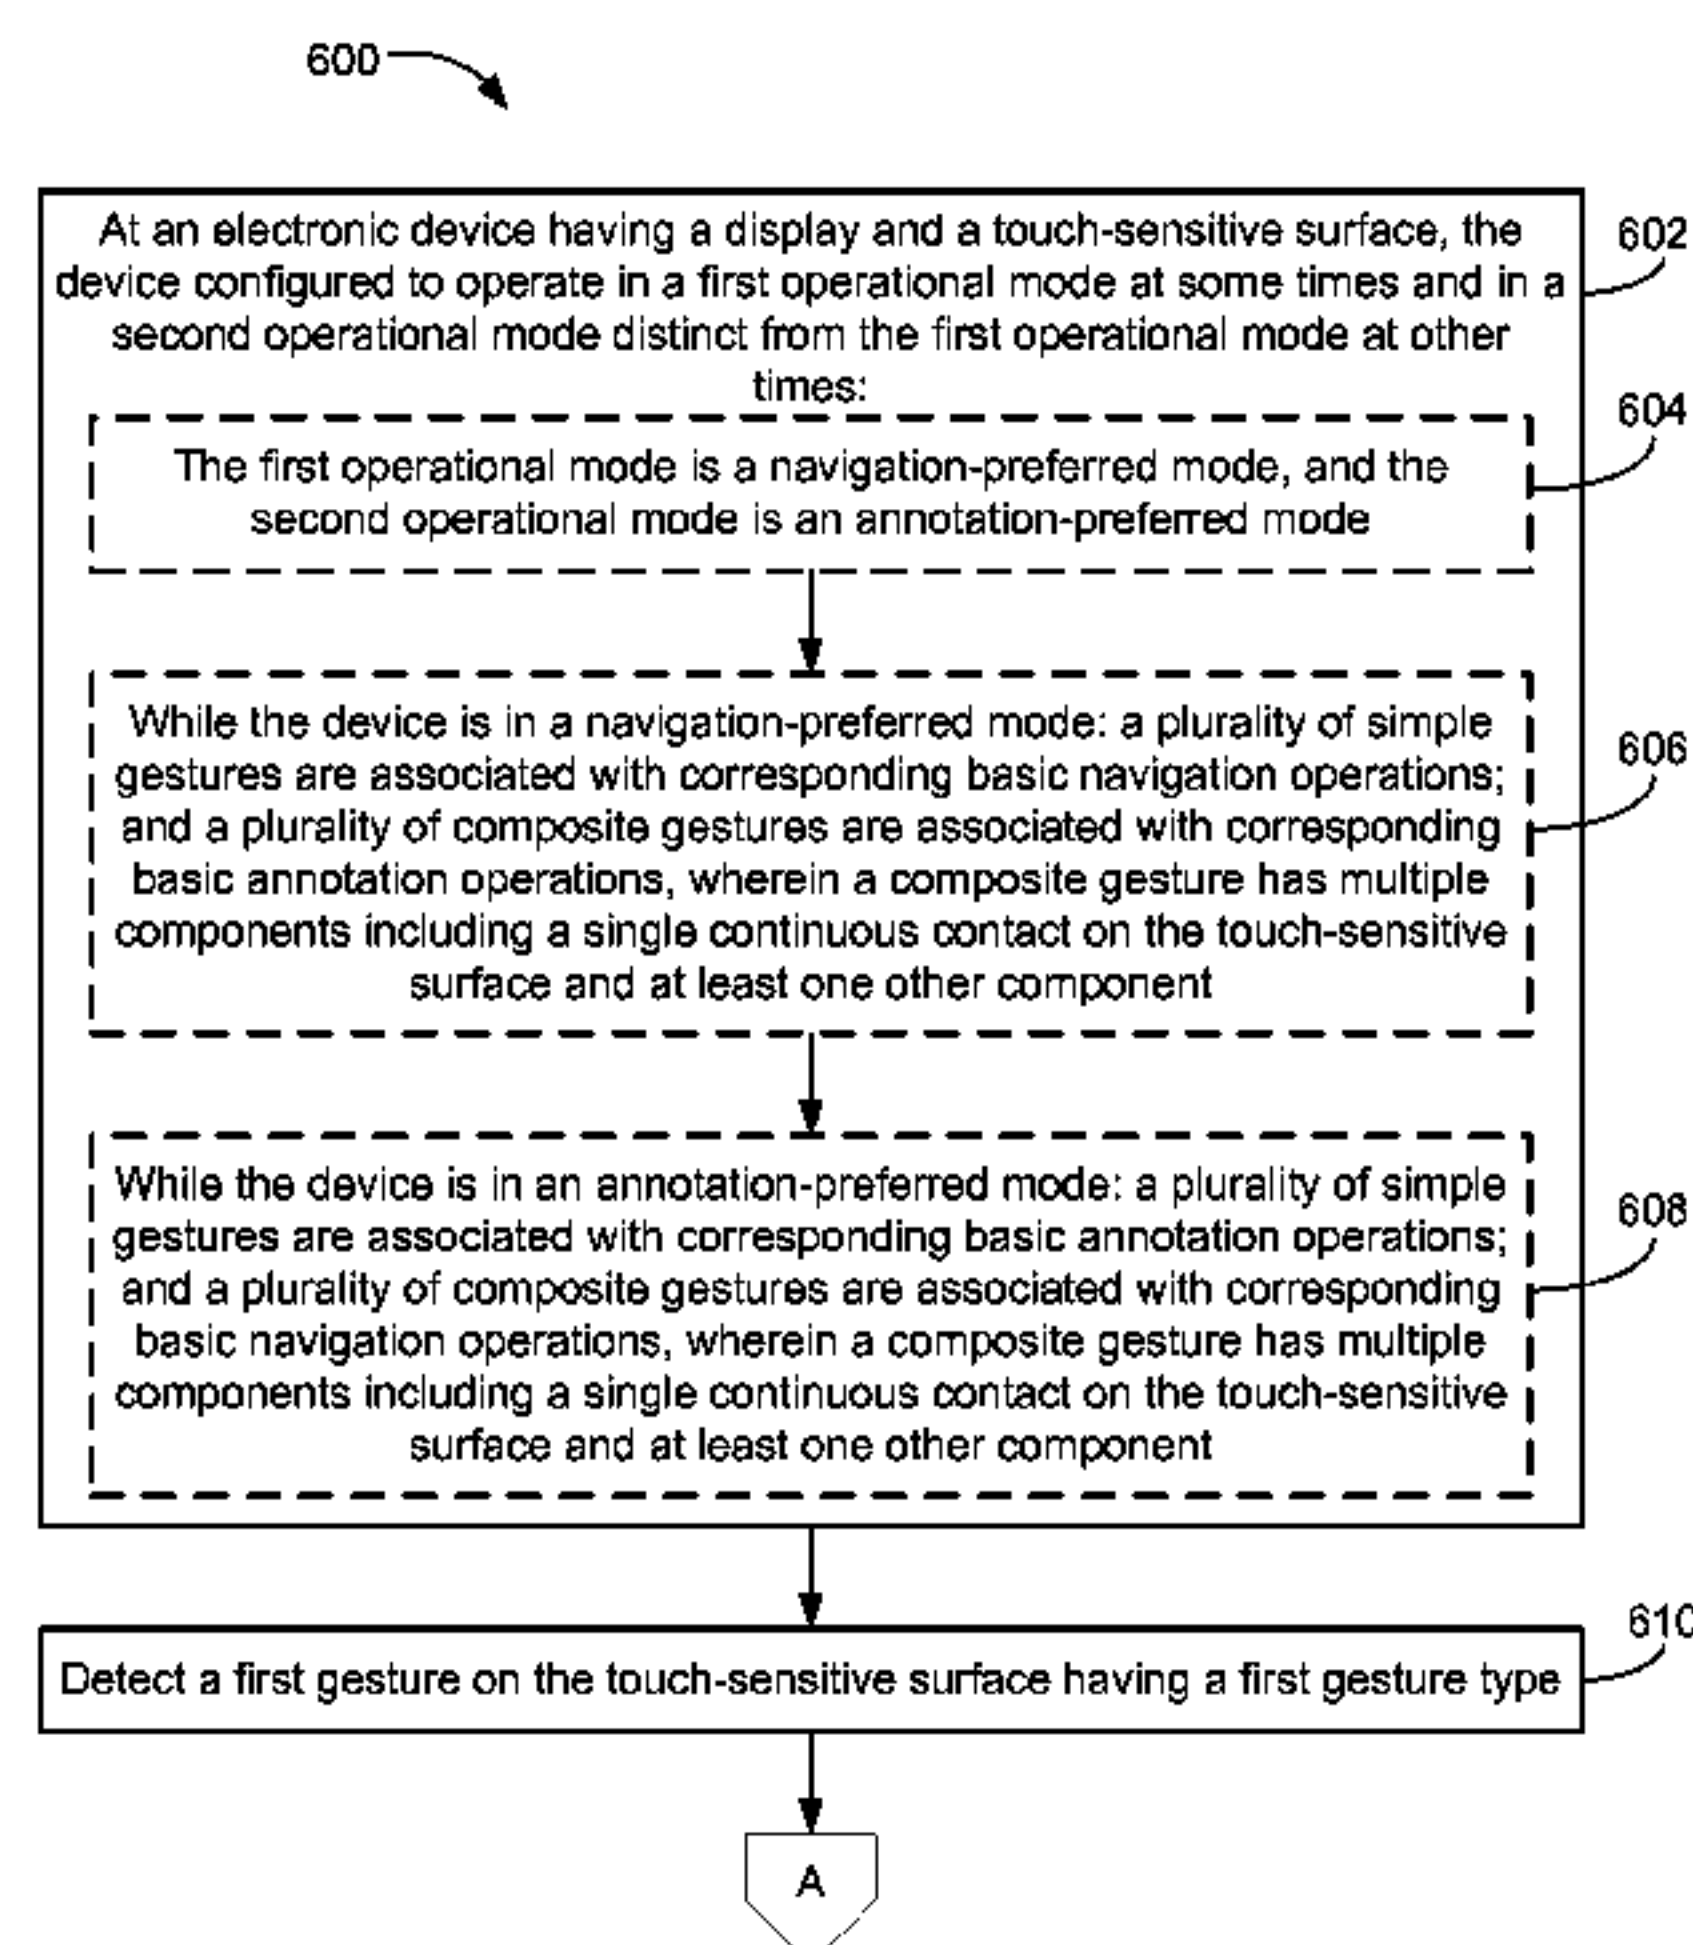 600
At an electronic device having a display and a touch-sensitive surface, the
device configured to operate in a first operational mode at some times and in a
second operational mode distinct from the first operational mode at other
times:
602
The first operational mode is a navigation-preferred mode, and the
second operational mode is an annotation-preferred mode
604
While the device is in a navigation-preferred mode: a plurality of simple
gestures are associated with corresponding basic navigation operations;
and a plurality of composite gestures are associated with corresponding
basic annotation operations, wherein a composite gesture has multiple
components including a single continuous contact on the touch-sensitive
surface and at least one other component
606
While the device is in an annotation-preferred mode: a plurality of simple
gestures are associated with corresponding basic annotation operations;
and a plurality of composite gestures are associated with corresponding
basic navigation operations, wherein a composite gesture has multiple
components including a single continuous contact on the touch-sensitive
surface and at least one other component
608
Detect a first gesture on the touch-sensitive surface having a first gesture type
610
A